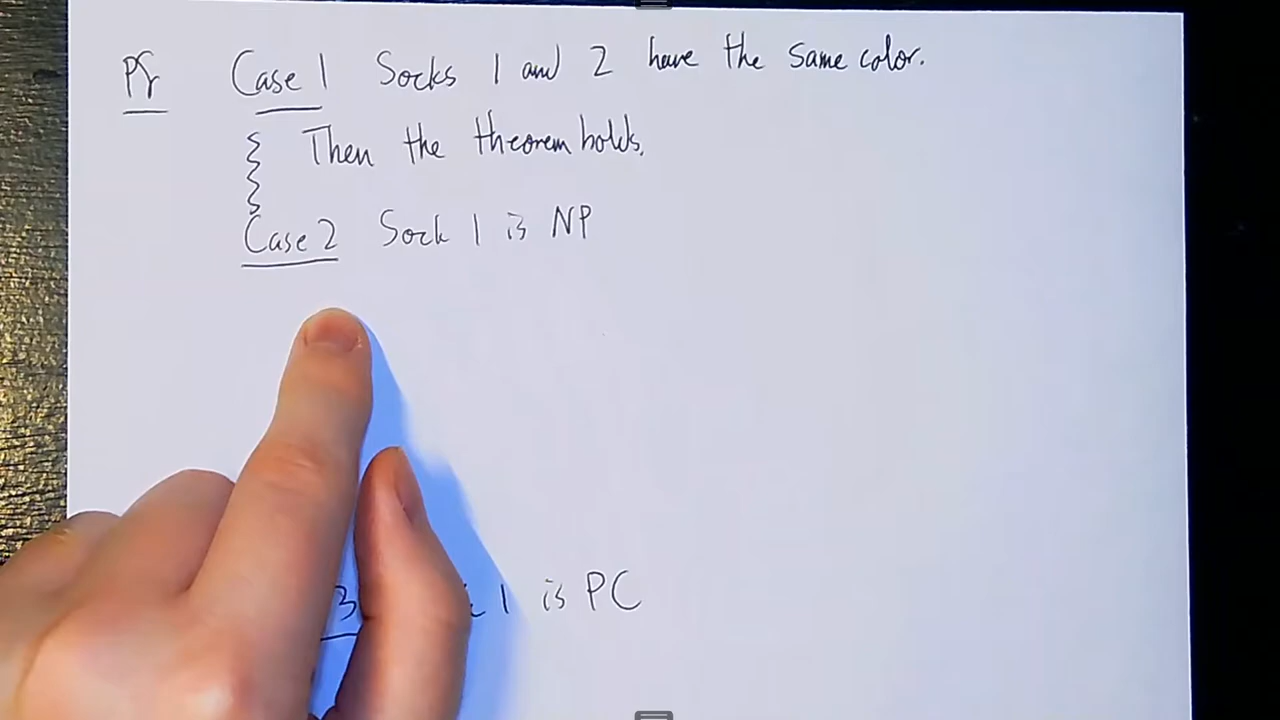 Pf Case 1 Socks 1 and 2 have the same color.
Then the theorem holds.
Case 2 Sock 1 is NP
3 1 is PC